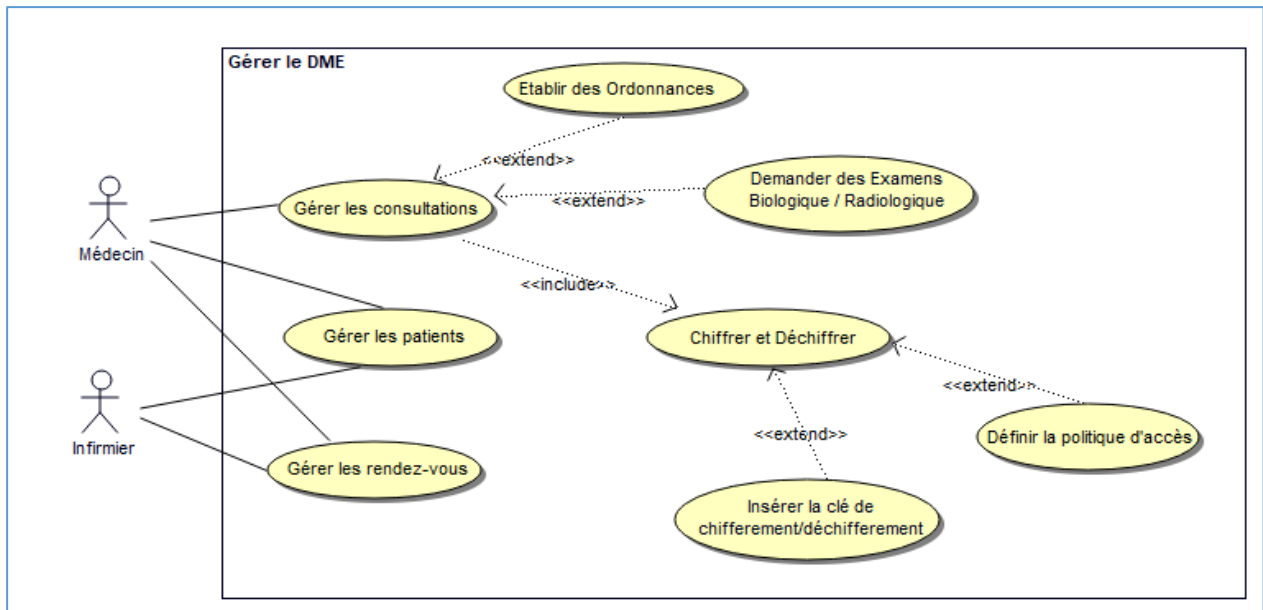 Gérer le DME
Etablir des Ordonnances
<<extend>>
Demander des Examens
Biologique / Radiologique
<<extend>>
Gérer les consultations
Médecin
<<include>>
Gérer les patients
Chiffrer et Déchiffrer
<<extend>>
Infirmier
<<extend>>
Définir la politique d'accès
Gérer les rendez-vous
Insérer la clé de
chifferement/déchifferement